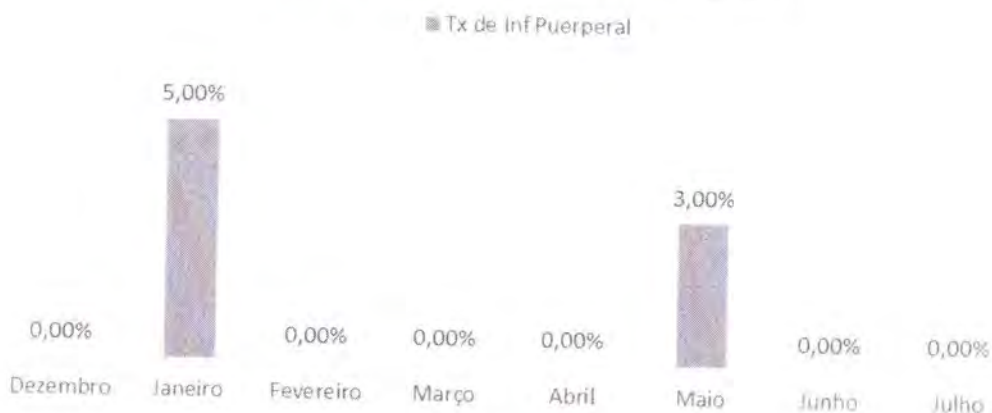 Tx de Inf Puerperal
5,00%
3,00%
0,00% 0,00% 0,00% 0,00% 0,00% 0,00%
Dezembro Janeiro Fevereiro Março Abril Maio Junho Julho